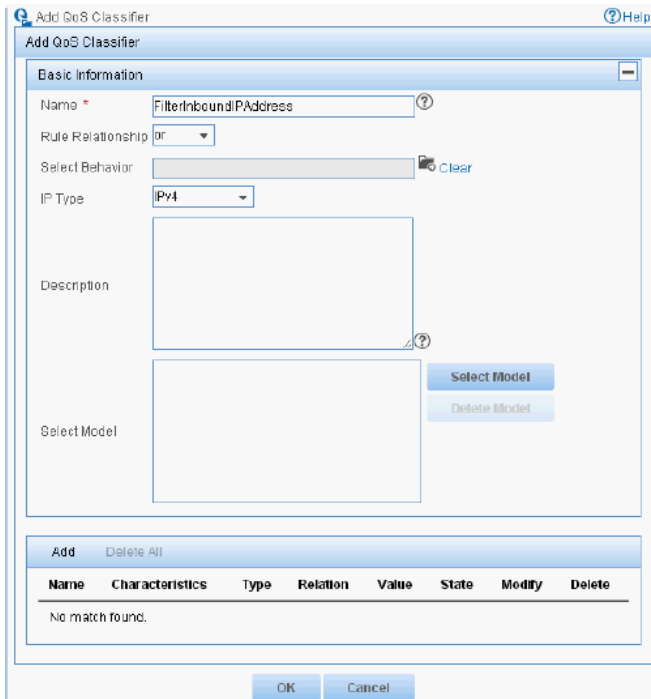 Add QoS Classifier
? Help
Add QoS Classifier
Basic Information
Name * FilterInboundIPAddress ?
Rule Relationship or
Select Behavior Clear
IP Type IPv4
Description
?
Select Model
Delete Model
Select Model
Add Delete All
Name Characteristics Type Relation Value State Modify Delete
No match found.
OK Cancel